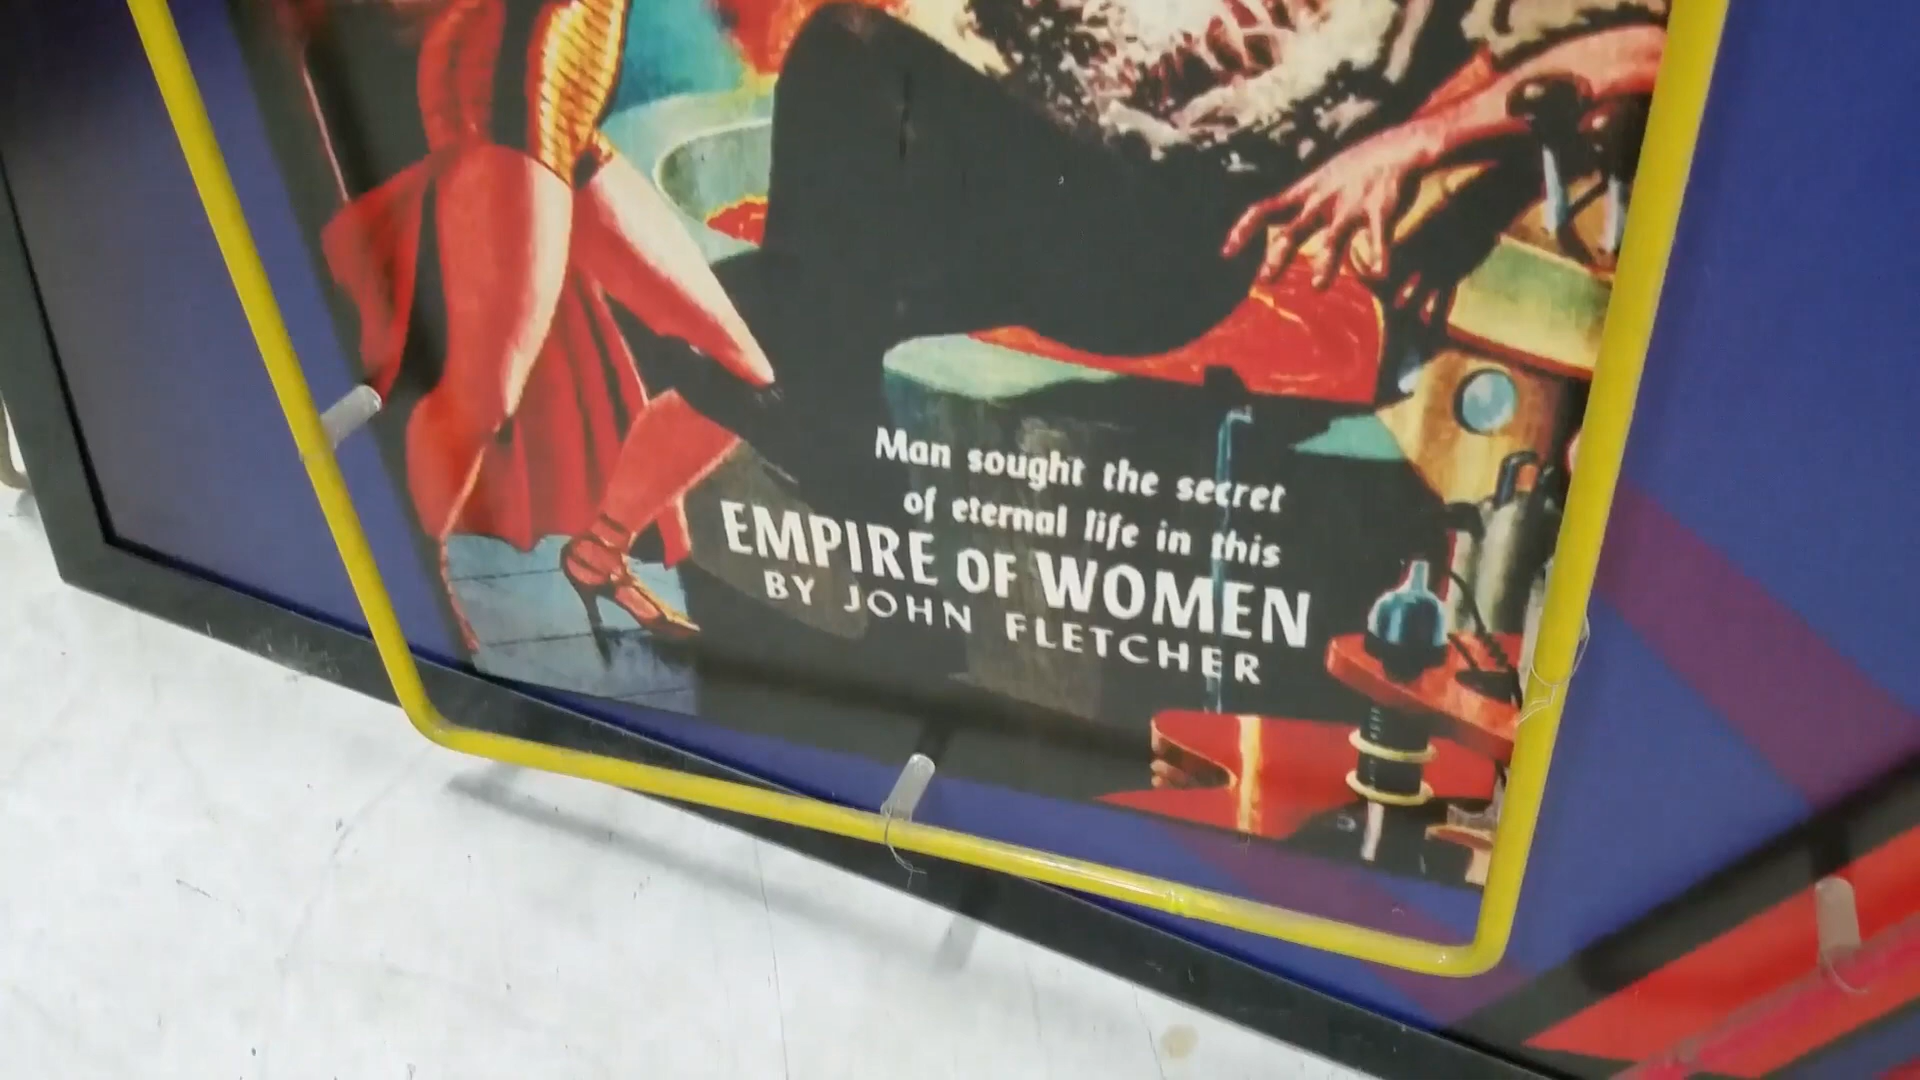 Man sought the secret
of eternal life in this
EMPIRE OF WOMEN
BY JOHN FLETCHER